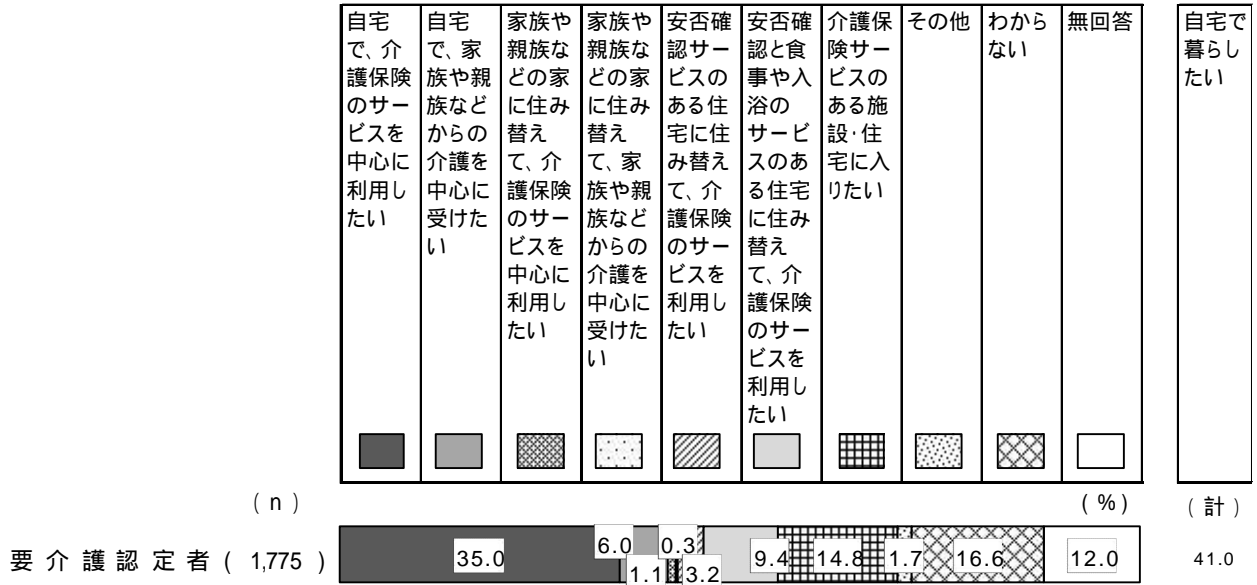 自宅
で、介
護保険
のサー
ビスを
中心に
利用し
たい
自宅
で、家
族や親
族など
からの
介護を
中心に
受けた
い
家族や
親族な
どの家
に住み
替え
て、介
護保険
のサー
ビスを
中心に
利用し
たい
家族や
親族な
どの家
に住み
替え
て、家
族や親
族など
からの
介護を
中心に
受けた
い
安否確
認サー
ビスの
ある住
宅に住
み替え
て、介
護保険
のサー
ビスを
利用し
たい
安否確
認と食
事や入
浴の
サービ
スのあ
る住宅
に住み
替え
て、介
護保険
のサー
ビスを
利用し
たい
介護保
険サー
ビスの
ある施
設・住
宅に入
りたい
その他
わから
ない
無回答
自宅で
暮らし
たい
(n)
(%)
(計)
要介護認定者(1,775)
35.0
6.0
1.1
0.3
3.2
9.4
14.8
1.7
16.6
12.0
41.0